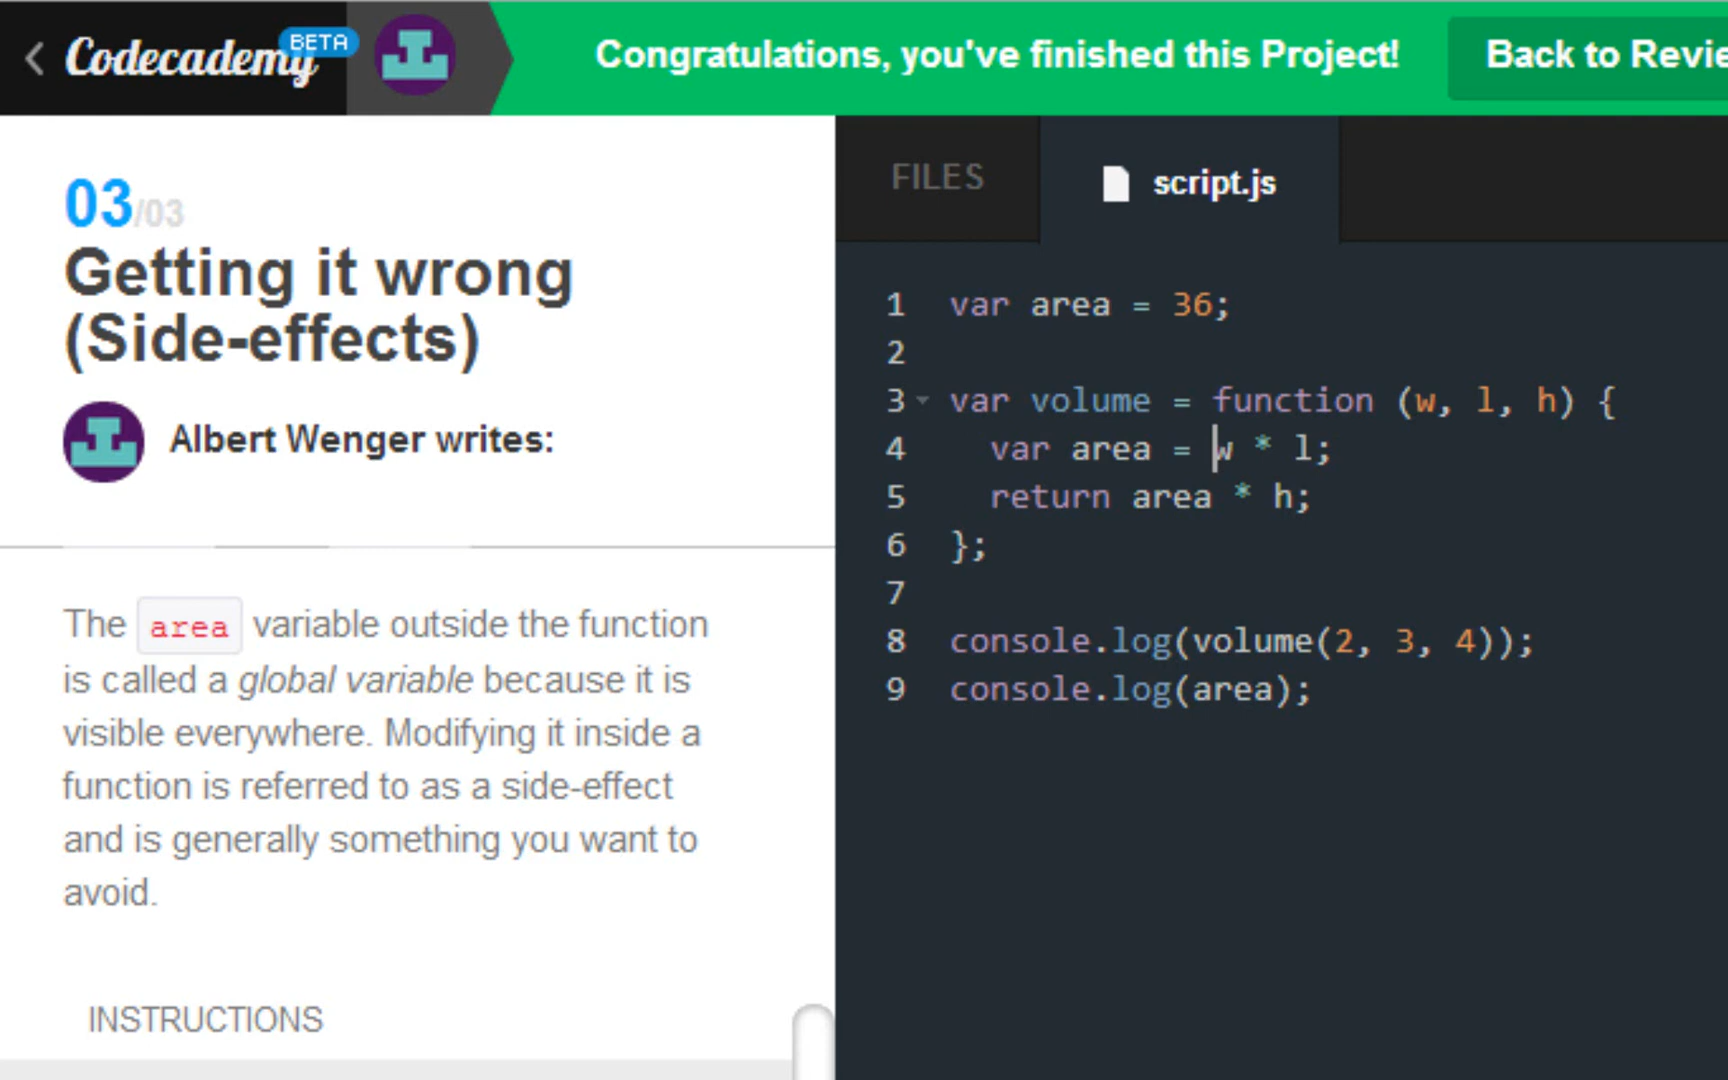 Codecademy BETA
Congratulations, you've finished this Project!
Back to Revie
03/03
Getting it wrong
(Side-effects)
Albert Wenger writes:
The area variable outside the function
is called a global variable because it is
visible everywhere. Modifying it inside a
function is referred to as a side-effect
and is generally something you want to
avoid.
INSTRUCTIONS
FILES
script.js
1 var area = 36;
2
3 var volume = function (w, l, h) {
4 var area = w * l;
5 return area * h;
6 };
7
8 console.log(volume(2, 3, 4));
9 console.log(area);